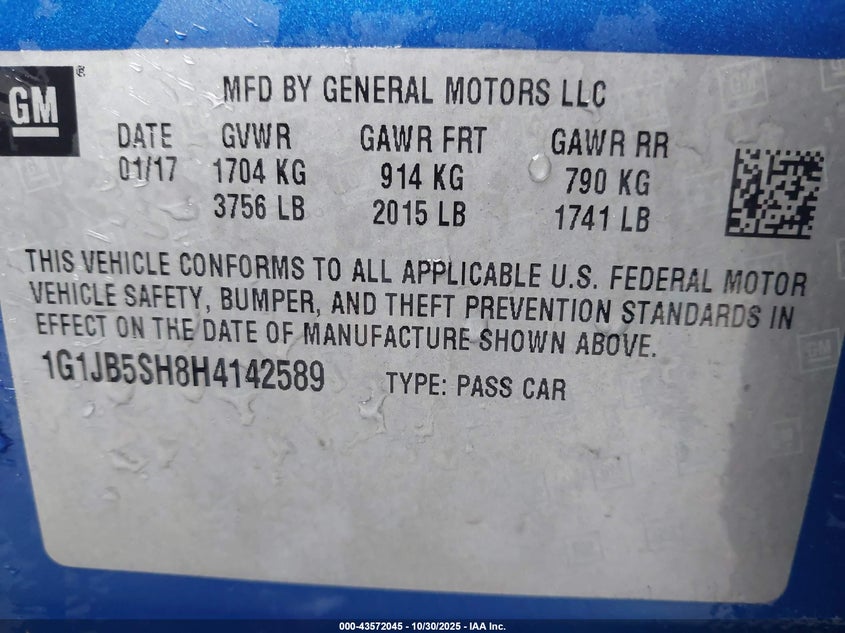 GM
MFD BY GENERAL MOTORS LLC
DATE GVWR GAWR FRT GAWR RR
01/17 1704 KG 914 KG 790 KG
3756 LB 2015 LB 1741 LB
THIS VEHICLE CONFORMS TO ALL APPLICABLE U.S. FEDERAL MOTOR
VEHICLE SAFETY, BUMPER, AND THEFT PREVENTION STANDARDS IN
EFFECT ON THE DATE OF MANUFACTURE SHOWN ABOVE.
1G1JB5SH8H4142589 TYPE: PASS CAR
000-43572045 - 10/30/2025 - IAA Inc.